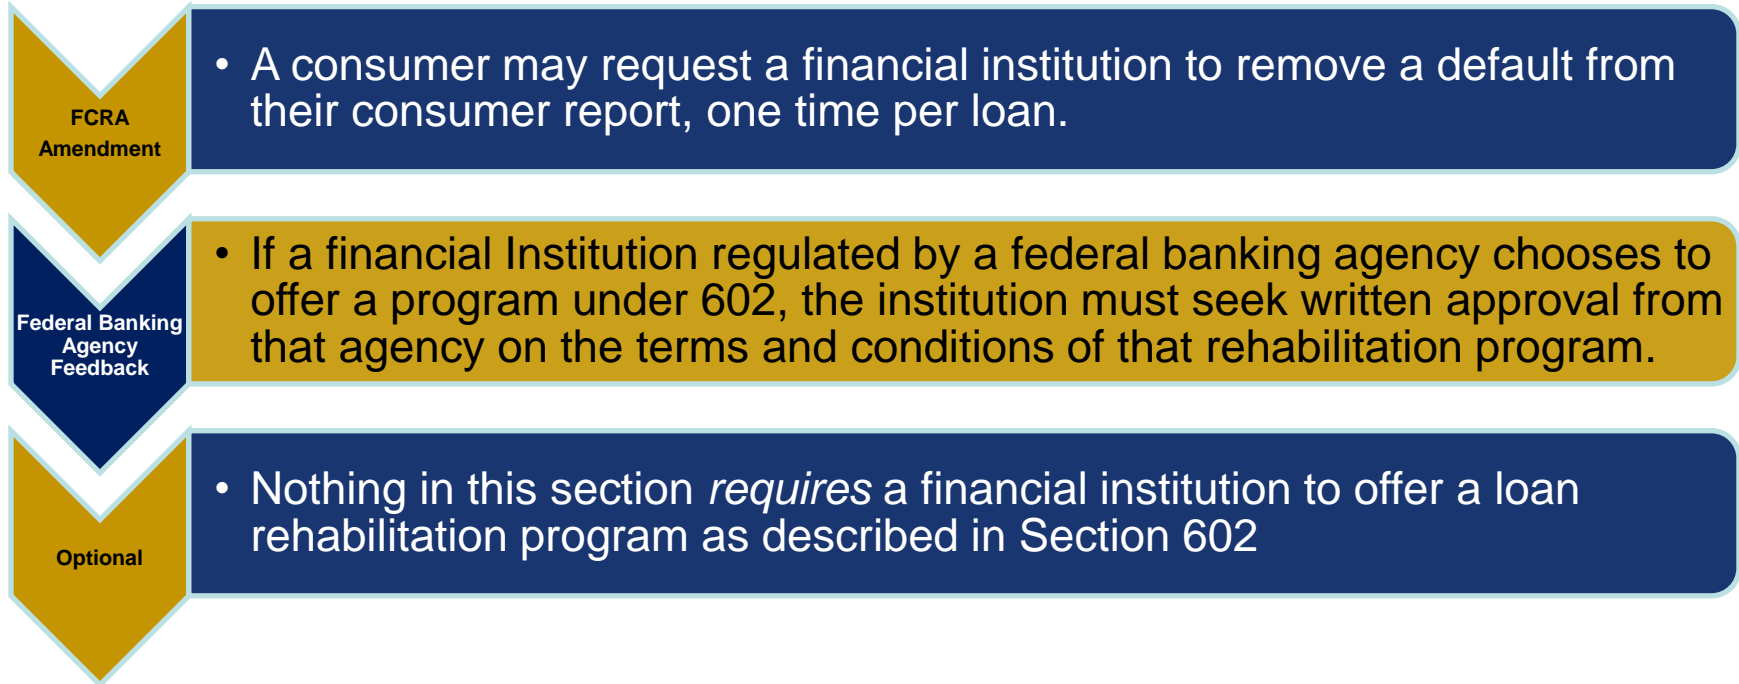 FCRA
Amendment
• A consumer may request a financial institution to remove a default from
their consumer report, one time per loan.
Federal Banking
Agency
Feedback
• If a financial Institution regulated by a federal banking agency chooses to
offer a program under 602, the institution must seek written approval from
that agency on the terms and conditions of that rehabilitation program.
Optional
• Nothing in this section requires a financial institution to offer a loan
rehabilitation program as described in Section 602